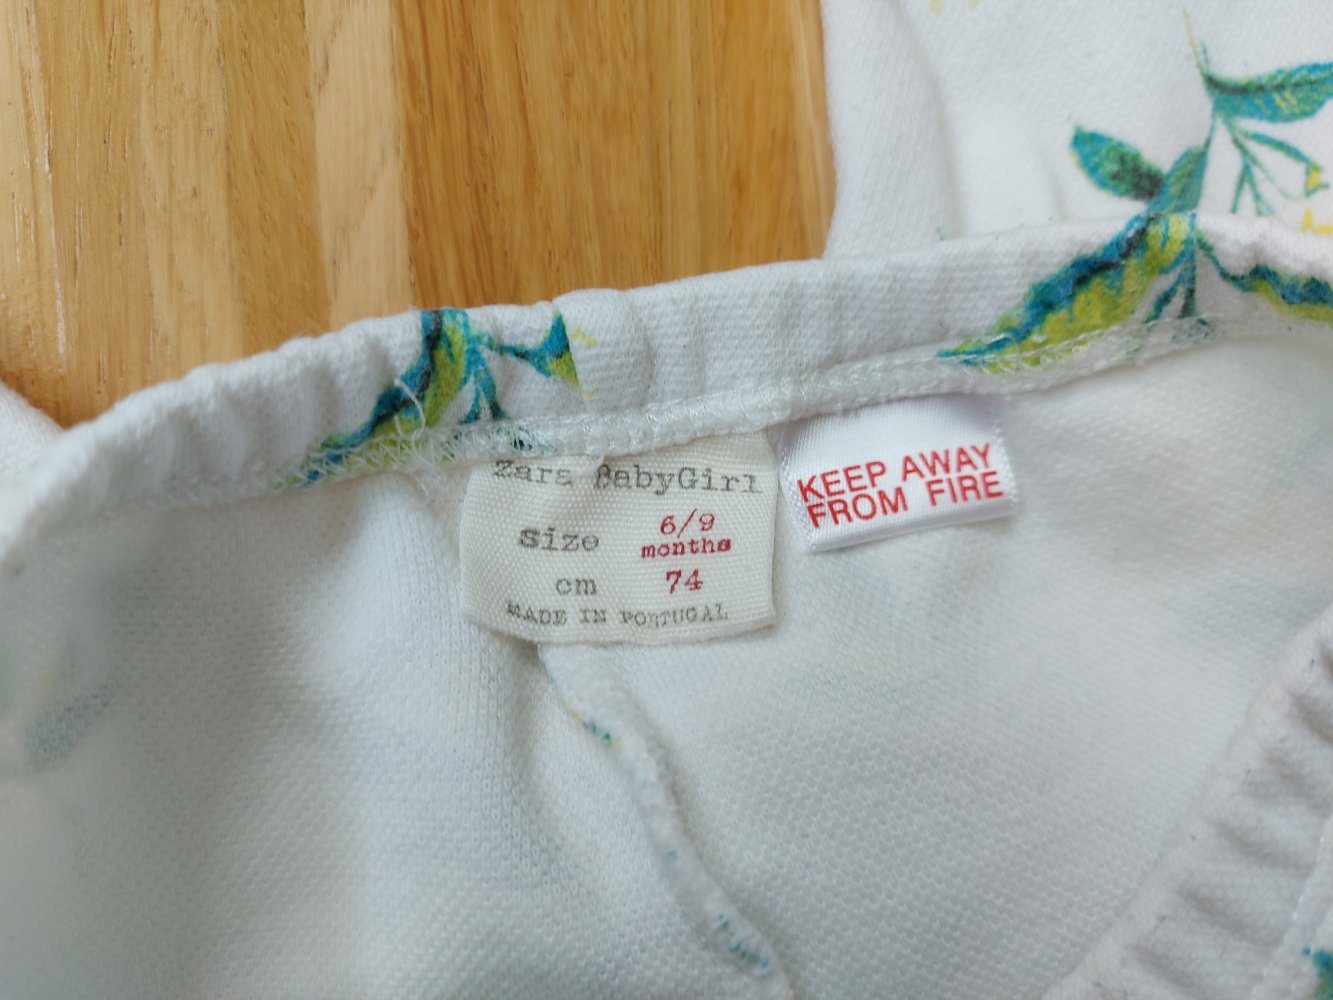 Zara BabyGirl
Size 6/9 months
cm 74
MADE IN PORTUGAL
KEEP AWAY
FROM FIRE